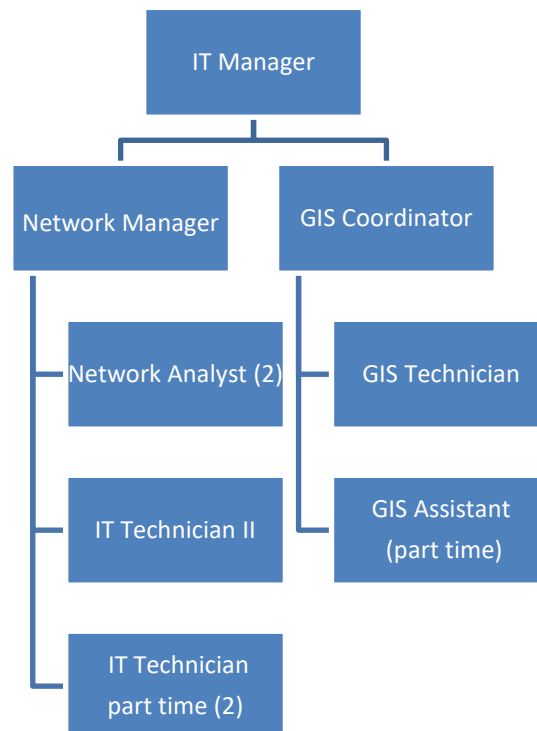 IT Manager
Network Manager
GIS Coordinator
Network Analyst (2)
GIS Technician
IT Technician II
GIS Assistant
(part time)
IT Technician
part time (2)